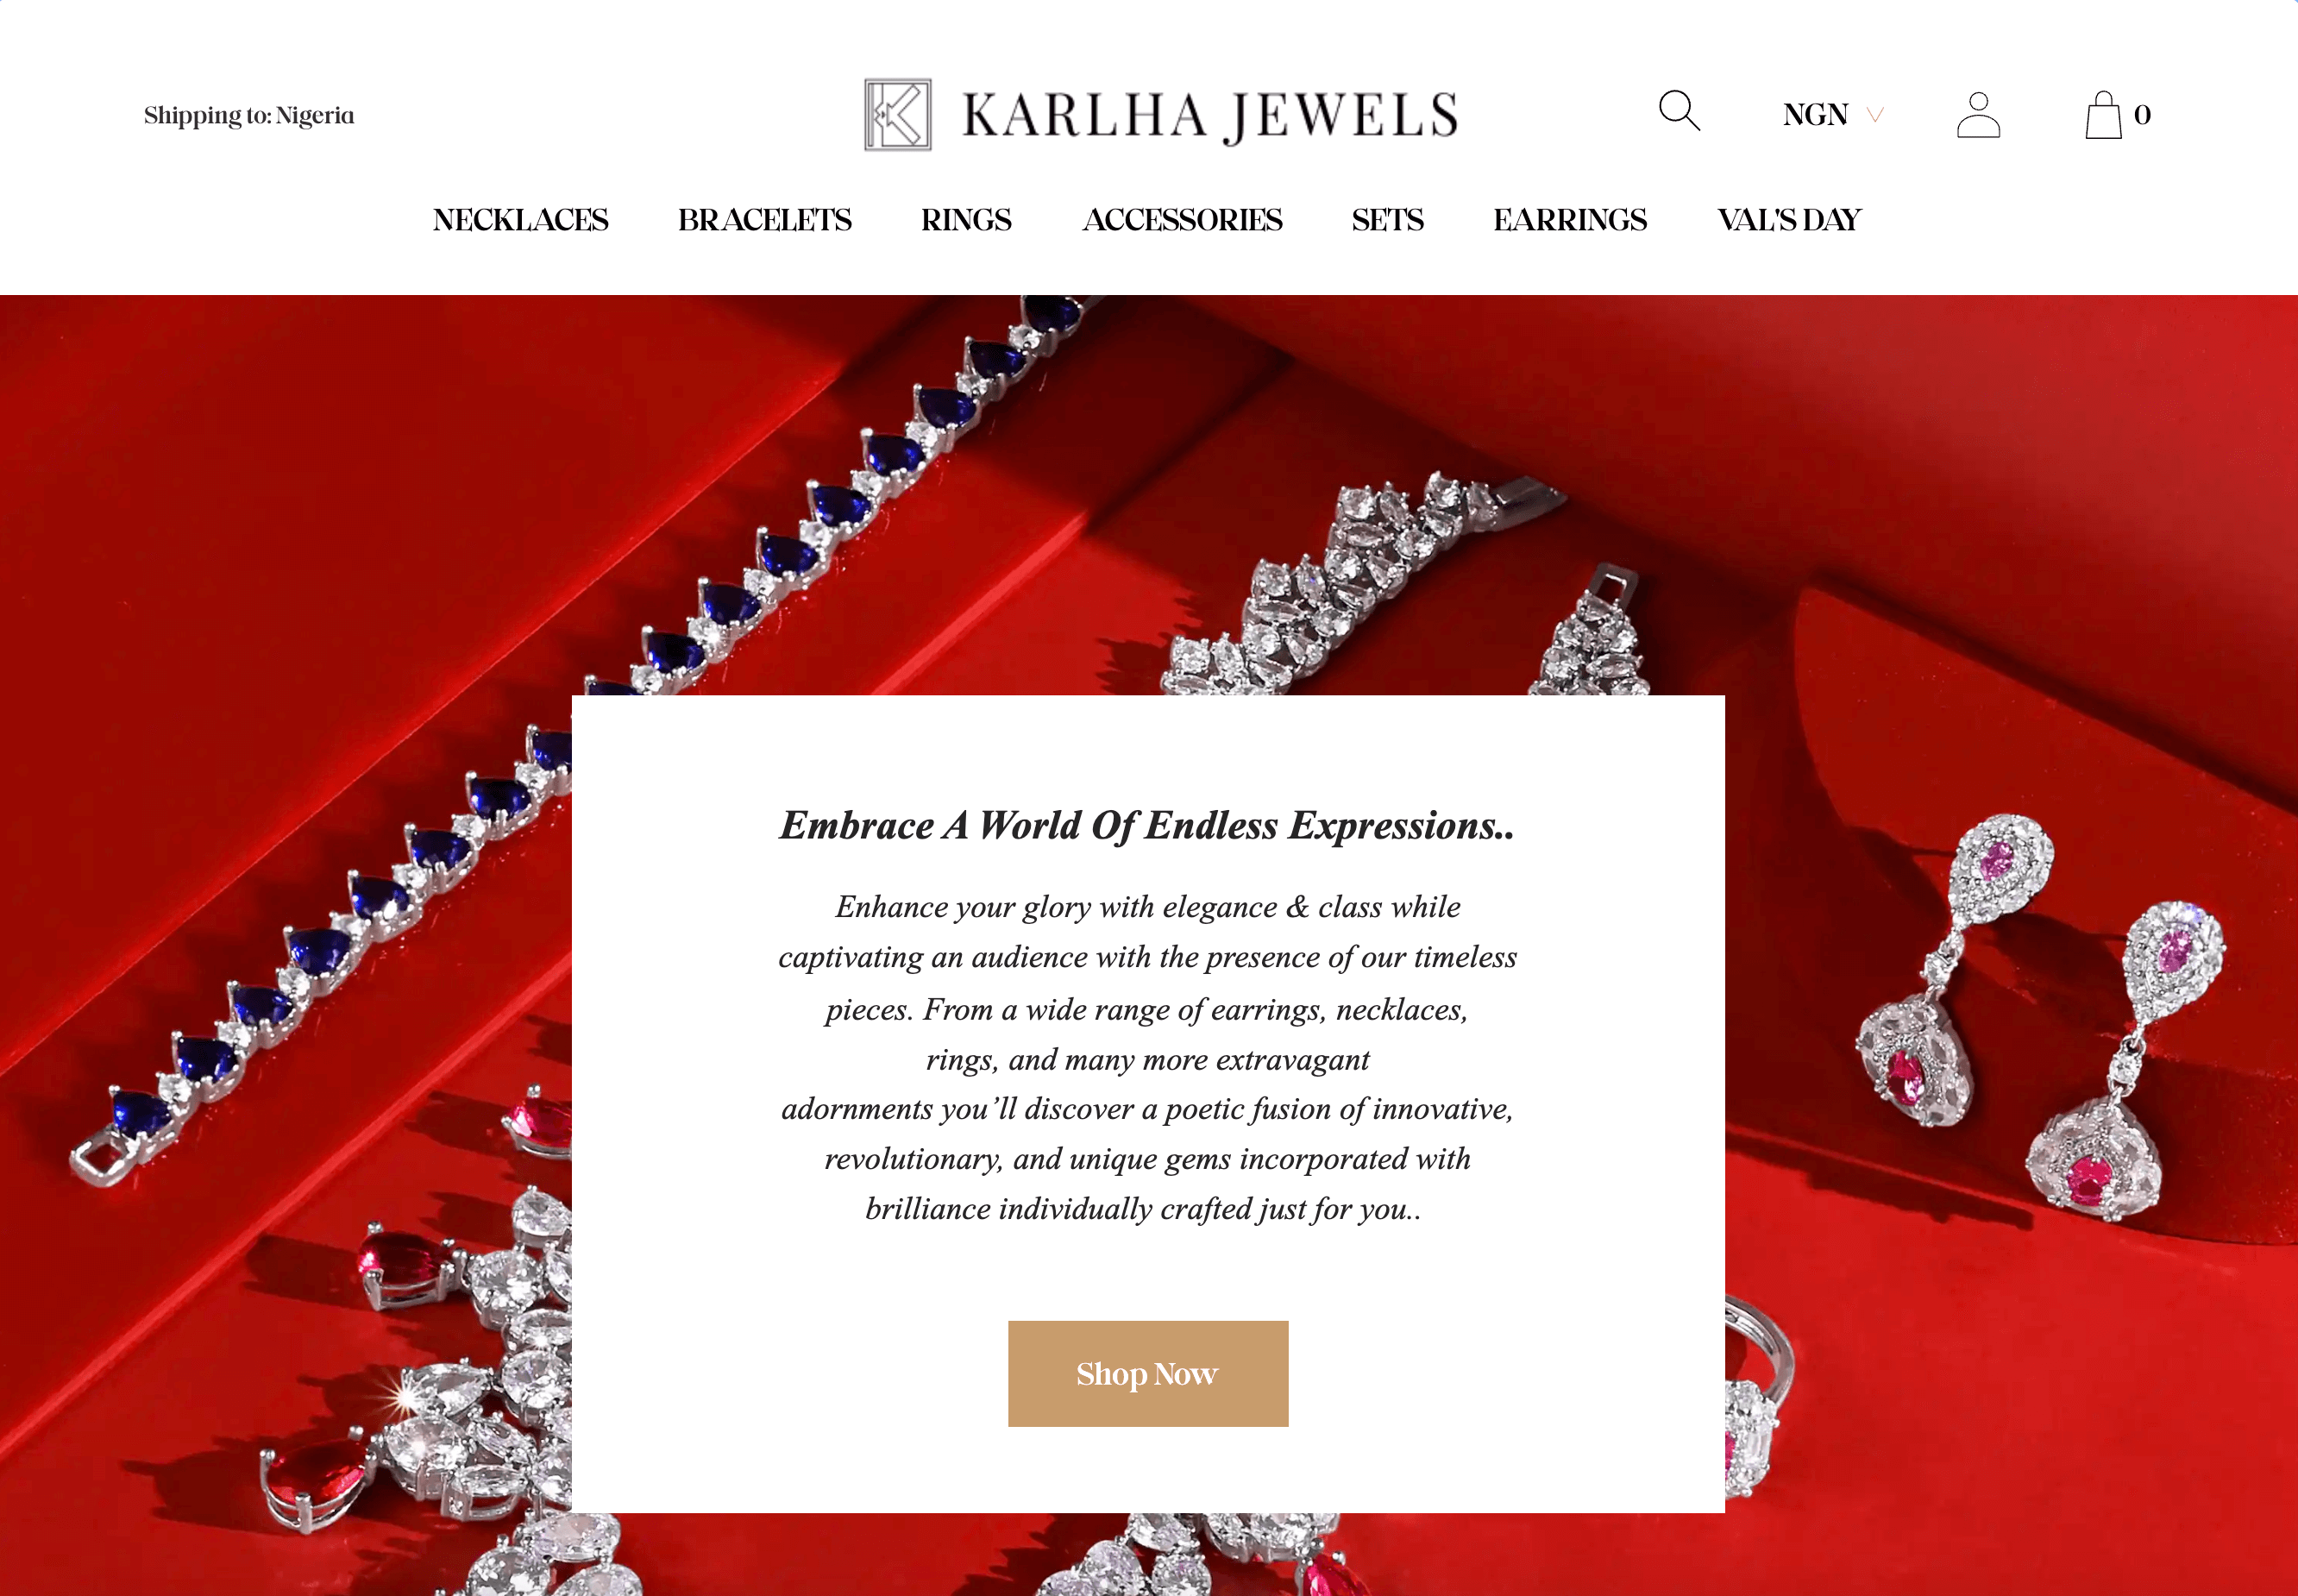 Shipping to: Nigeria
KARLHA JEWELS
NGN
0
NECKLACES BRACELETS RINGS ACCESSORIES SETS EARRINGS VAL'S DAY
Embrace A World Of Endless Expressions..
Enhance your glory with elegance & class while
captivating an audience with the presence of our timeless
pieces. From a wide range of earrings, necklaces,
rings, and many more extravagant
adornments you’ll discover a poetic fusion of innovative,
revolutionary, and unique gems incorporated with
brilliance individually crafted just for you..
Shop Now